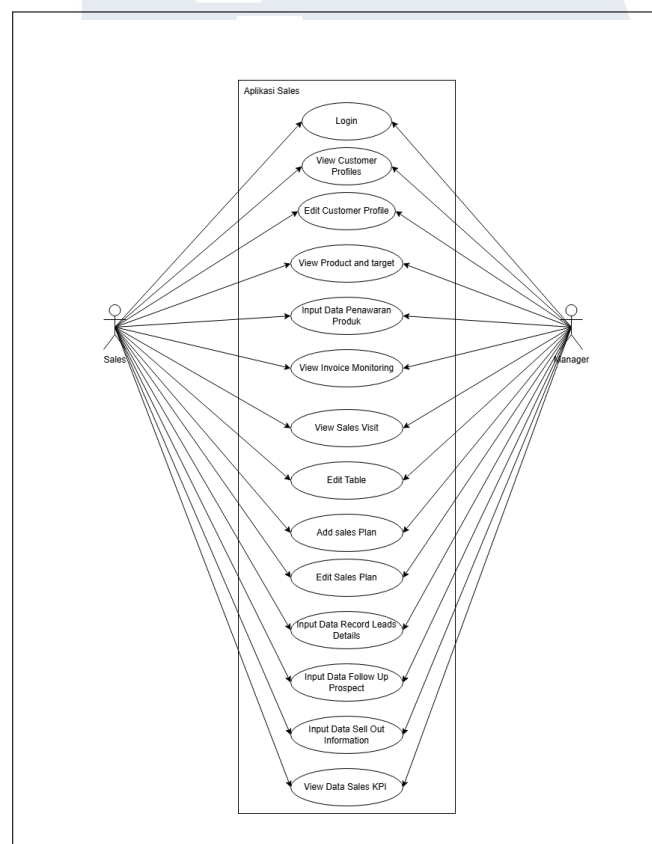 Aplikasi Sales
Login
View Customer
Profiles
Edit Customer Profile
View Product and target
Input Data Penawaran
Produk
View Invoice Monitoring
Sales
Manager
View Sales Visit
Edit Table
Add sales Plan
Edit Sales Plan
Input Data Record Leads
Details
Input Data Follow Up
Prospect
Input Data Sell Out
Information
View Data Sales KPI